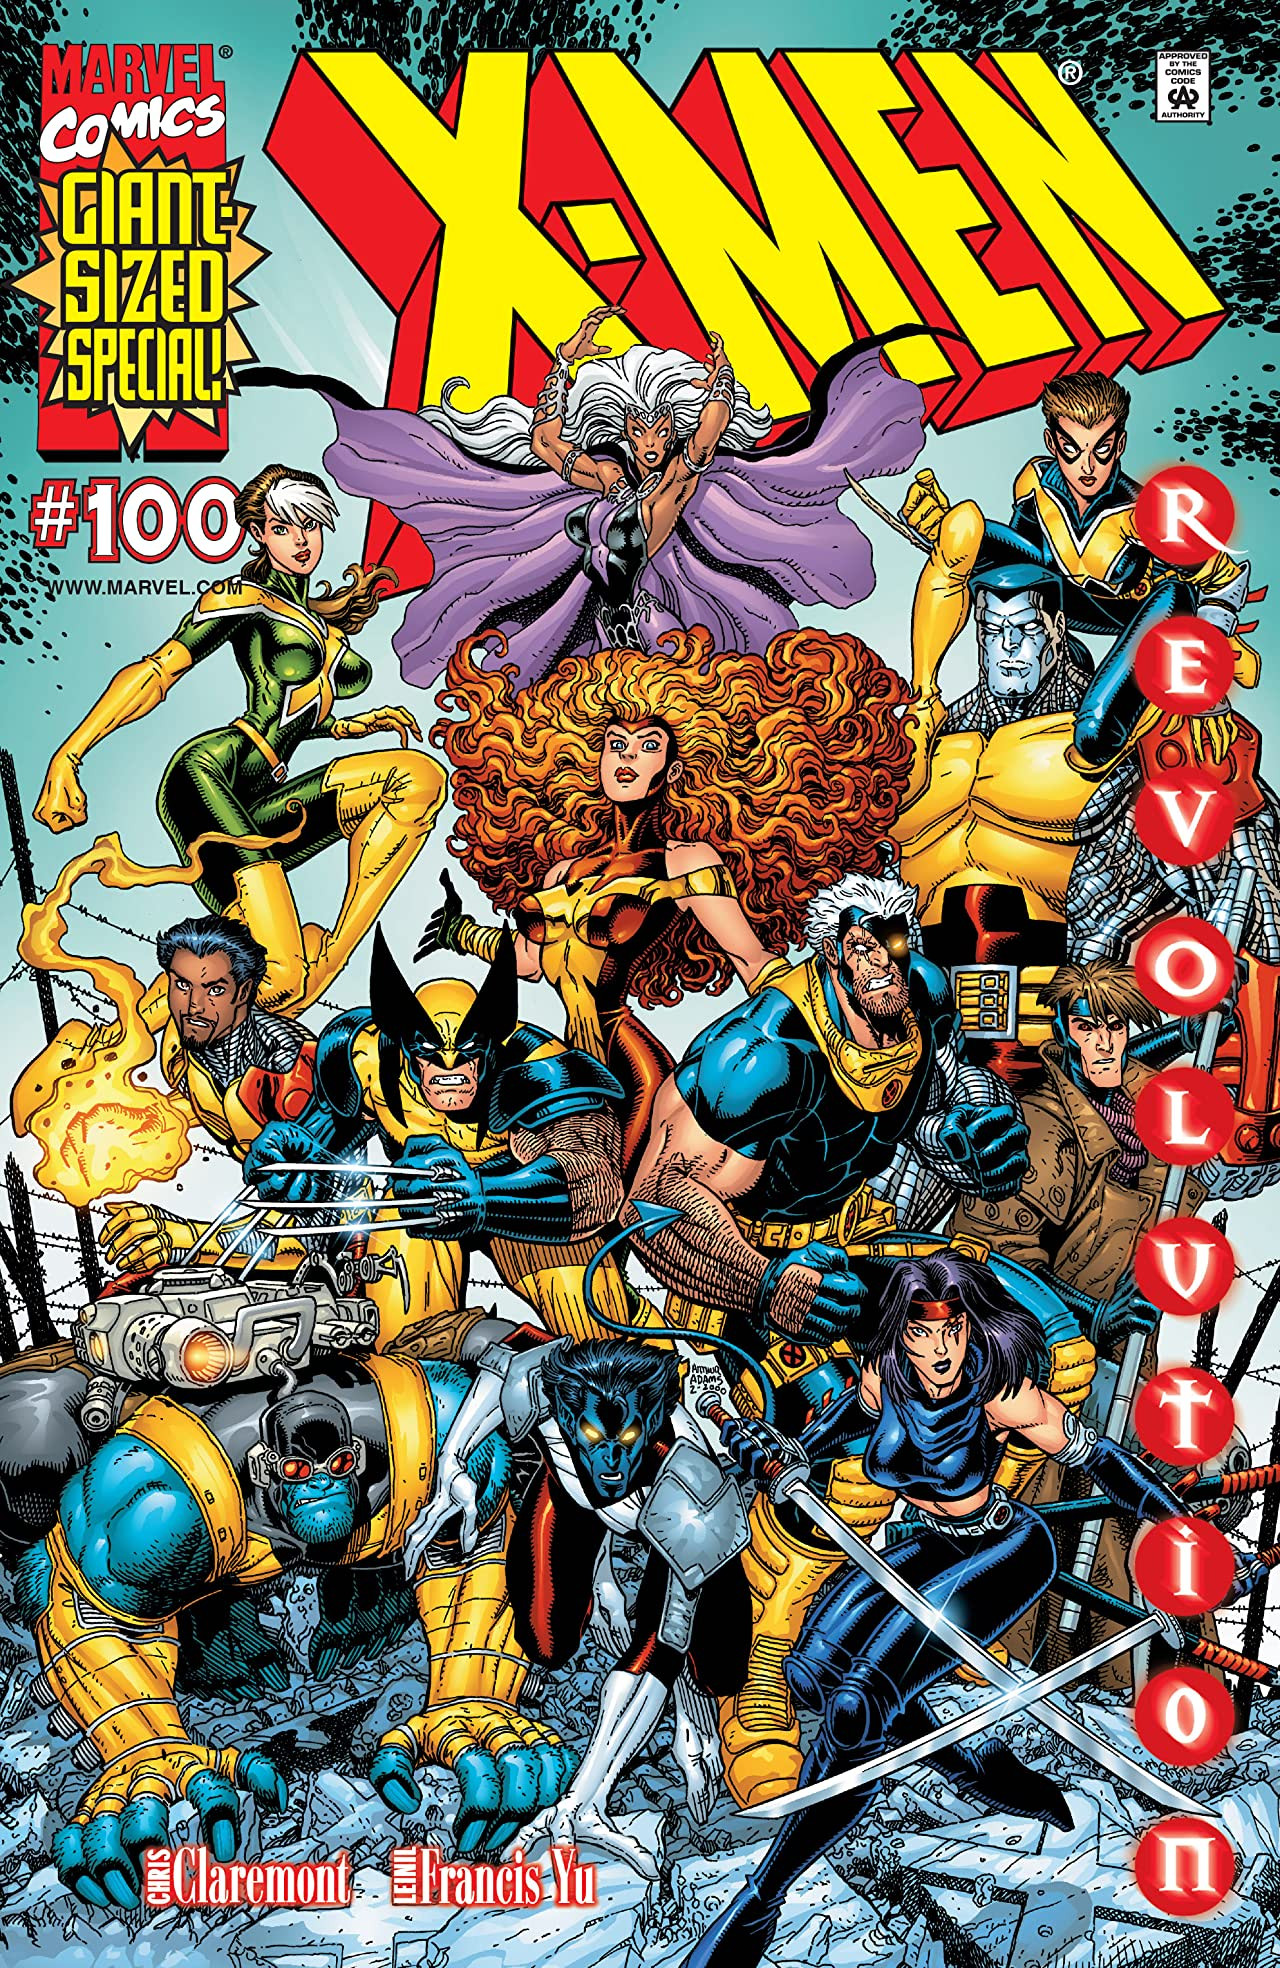 MARVEL®
COMICS
GIANT-
SIZED
SPECIAL!
#100
WWW.MARVEL.COM
X-MEN®
APPROVED
BY THE
COMICS
CODE
CA
AUTHORITY
REVOLUTION
ARTHUR
ADAMS
2-2000
CHRIS Claremont
LEINIL Francis Yu